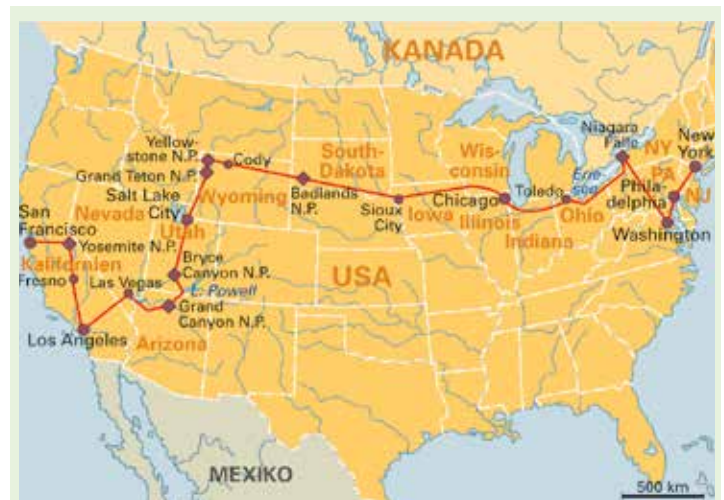 KANADA
Yellow-
stone N.P.
Cody
Grand Teton N.P.
South-
Dakota
Badlands
N.P.
Wis-
consin
Niagara
Fälle
NY
New
York
Erie-
see
PA
NJ
Phila-
delphia
Washington
Salt Lake
City
Wyoming
Nevada
Utah
Sioux
City
Iowa
Chicago
Illinois
Toledo
Ohio
Indiana
San
Francisco
Yosemite N.P.
Kalifornien
Fresno
Las Vegas
Bryce
Canyon N.P.
L. Powell
USA
Grand
Canyon N.P.
Los Angeles
Arizona
MEXIKO
500 km